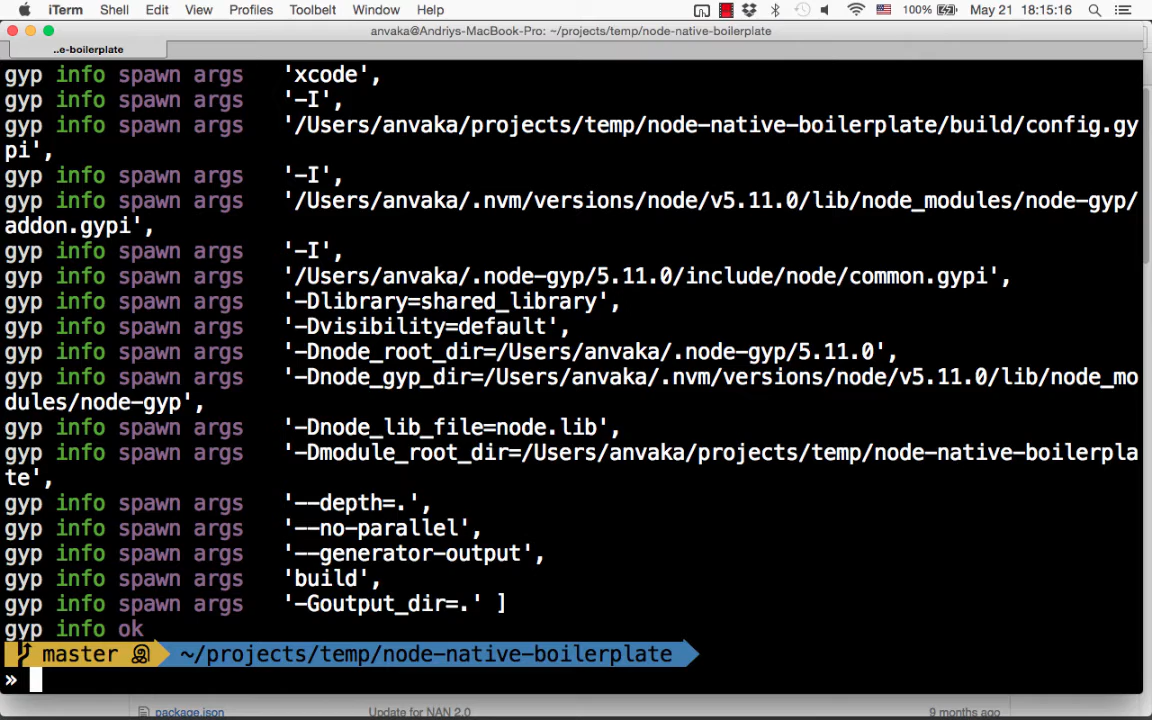 iTerm Shell Edit View Profiles Toolbelt Window Help 100% May 21 18:15:16
anvaka@Andriys-MacBook-Pro: ~/projects/temp/node-native-boilerplate
..e-boilerplate
gyp info spawn args 'xcode',
gyp info spawn args '-I',
gyp info spawn args '/Users/anvaka/projects/temp/node-native-boilerplate/build/config.gy
pi',
gyp info spawn args '-I',
gyp info spawn args '/Users/anvaka/.nvm/versions/node/v5.11.0/lib/node_modules/node-gyp/
addon.gypi',
gyp info spawn args '-I',
gyp info spawn args '/Users/anvaka/.node-gyp/5.11.0/include/node/common.gypi',
gyp info spawn args '-Dlibrary=shared_library',
gyp info spawn args '-Dvisibility=default',
gyp info spawn args '-Dnode_root_dir=/Users/anvaka/.node-gyp/5.11.0',
gyp info spawn args '-Dnode_gyp_dir=/Users/anvaka/.nvm/versions/node/v5.11.0/lib/node_mo
dules/node-gyp',
gyp info spawn args '-Dnode_lib_file=node.lib',
gyp info spawn args '-Dmodule_root_dir=/Users/anvaka/projects/temp/node-native-boilerpla
te',
gyp info spawn args '--depth=.',
gyp info spawn args '--no-parallel',
gyp info spawn args '--generator-output',
gyp info spawn args 'build',
gyp info spawn args '-Goutput_dir=.' ]
gyp info ok
master ~/projects/temp/node-native-boilerplate
»
package.json Update for NAN 2.0 9 months ago